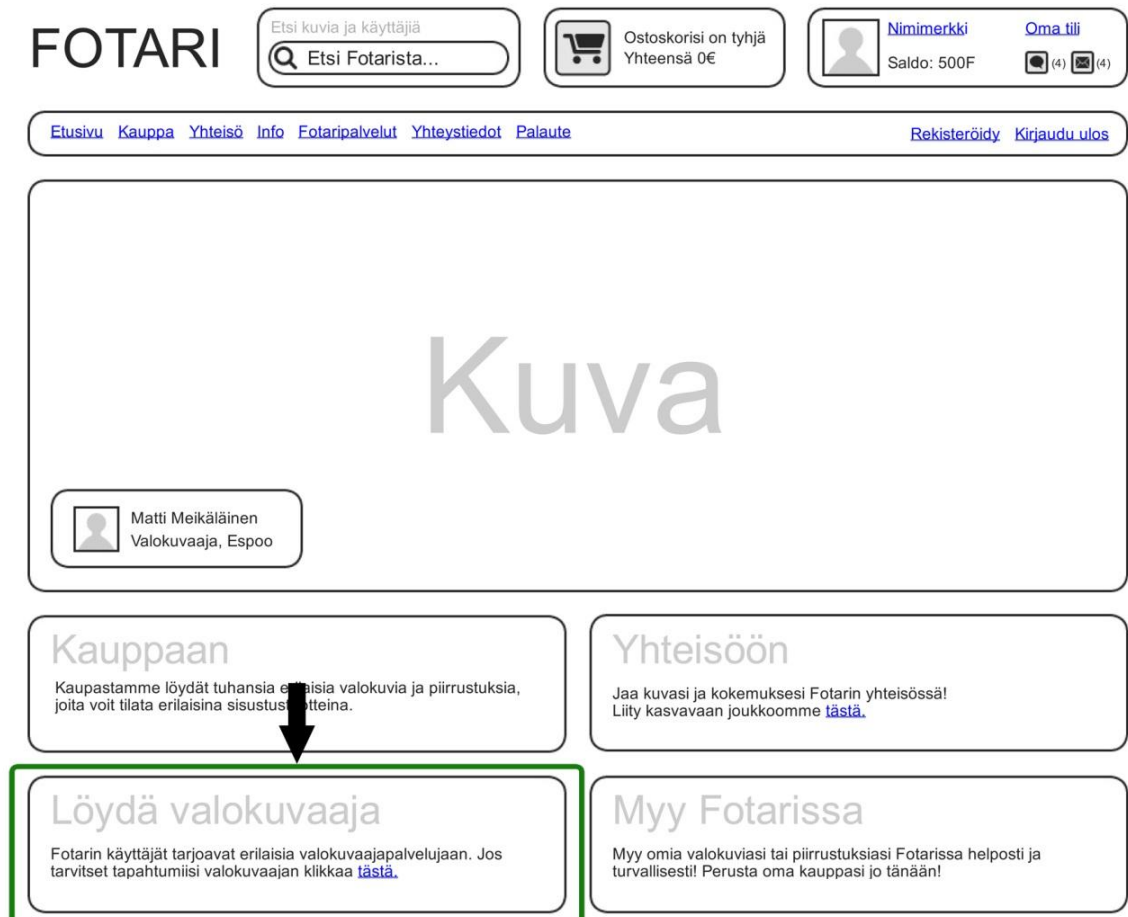 FOTARI
Etsi kuvia ja käyttäjiä
Etsi Fotarista...
Ostoskorisi on tyhjä
Yhteensä 0€
Nimimerkki Oma tili
Saldo: 500F (4) (4)
Etusivu Kauppa Yhteisö Info Fotaripalvelut Yhteystiedot Palaute Rekisteröidy Kirjaudu ulos
Kuva
Matti Meikäläinen
Valokuvaaja, Espoo
Kauppaan
Kaupastamme löydät tuhansia erilaisia valokuvia ja piirrustuksia,
joita voit tilata erilaisina sisustustuotteina.
Yhteisöön
Jaa kuvasi ja kokemuksesi Fotarin yhteisössä!
Liity kasvavaan joukkoomme tästä.
Löydä valokuvaaja
Fotarin käyttäjät tarjoavat erilaisia valokuvaajapalvelujaan. Jos
tarvitset tapahtumiisi valokuvaajan klikkaa tästä.
Myy Fotarissa
Myy omia valokuviasi tai piirrustuksiasi Fotarissa helposti ja
turvallisesti! Perusta oma kauppasi jo tänään!